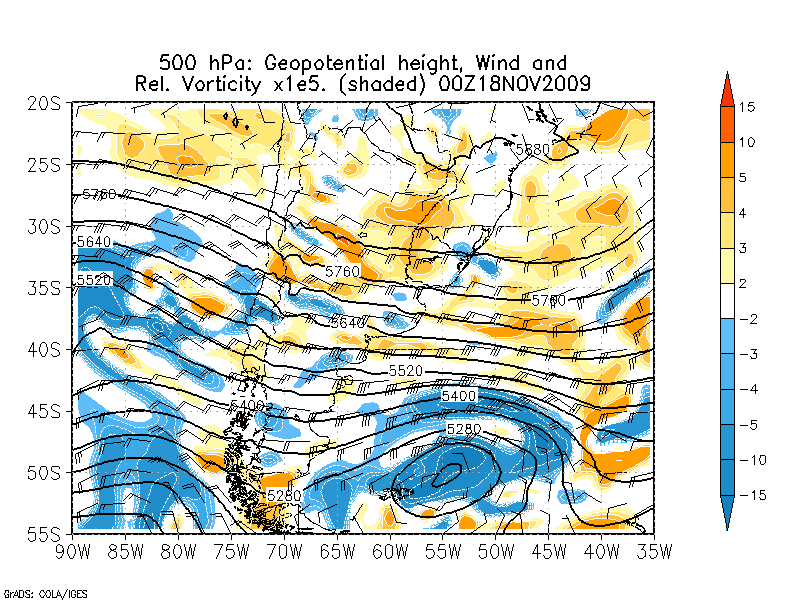 500 hPa: Geopotential height, Wind and
Rel. Vorticity x1e5. (shaded) 00Z18NOV2009
20S
25S
30S
35S
40S
45S
50S
55S
5880
5760
5640
5520
5760
5760
5640
5520
5400
5400
5280
5280
90W 85W 80W 75W 70W 65W 60W 55W 50W 45W 40W 35W
15
10
5
4
3
2
-2
-3
-4
-5
-10
-15
GrADS: COLA/IGES